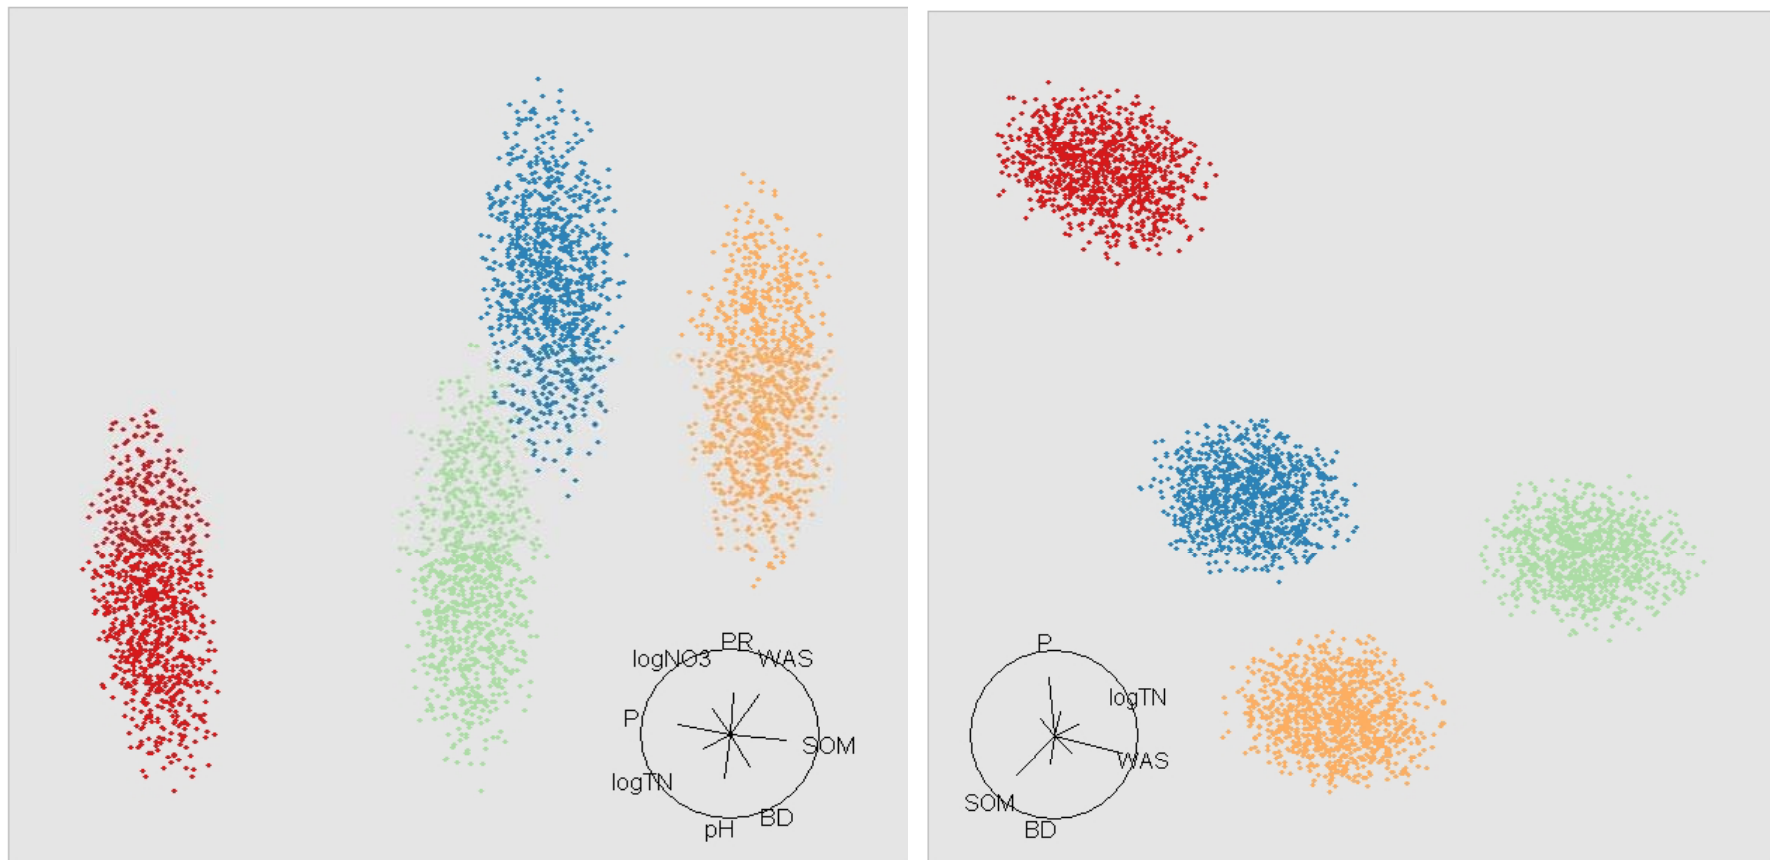 PR
logNO3
WAS
P
SOM
logTN
BD
pH
P
logTN
WAS
SOM
BD